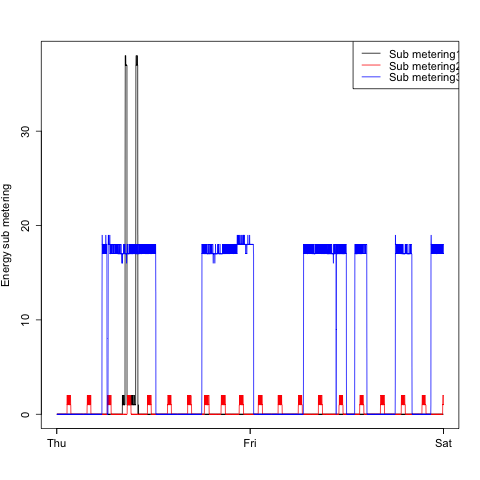 Sub metering1
Sub metering2
Sub metering3
Energy sub metering
30
20
10
0
Thu Fri Sat